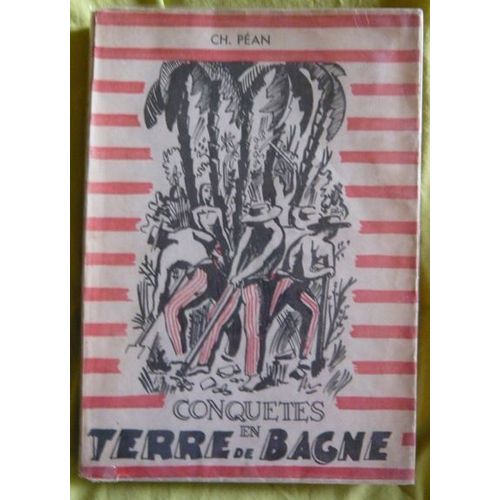 CH. PÉAN
CONQUETES
EN
TERRE DE BAGNE